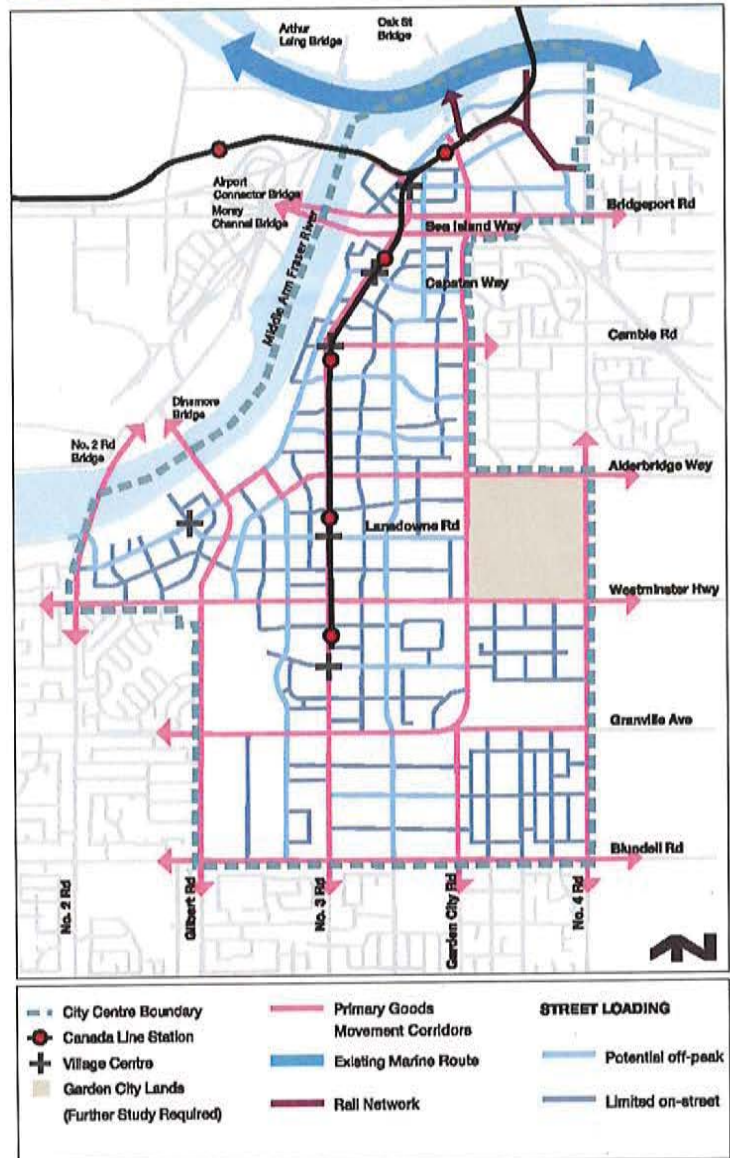 Arthur
Laing Bridge
Oak St
Bridge
Airport
Connector Bridge
Moray
Channel Bridge
Bridgeport Rd
Sea Island Way
Middle Arm Fraser River
Capstan Way
Cambie Rd
Dinsmore
Bridge
No. 2 Rd
Bridge
Alderbridge Way
Lansdowne Rd
Westminster Hwy
Granville Ave
Blundell Rd
No. 2 Rd
Gilbert Rd
No. 3 Rd
Garden City Rd
No. 4 Rd
N
City Centre Boundary
Canada Line Station
Village Centre
Garden City Lands
(Further Study Required)
Primary Goods
Movement Corridors
Existing Marine Route
Rail Network
STREET LOADING
Potential off-peak
Limited on-street